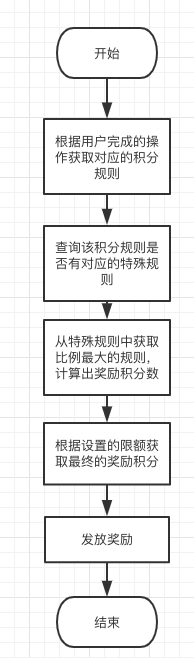 开始
根据用户完成的操
作获取对应的积分
规则
查询该积分规则是
否有对应的特殊规
则
从特殊规则中获取
比例最大的规则，
计算出奖励积分数
根据设置的限额获
取最终的奖励积分
发放奖励
结束